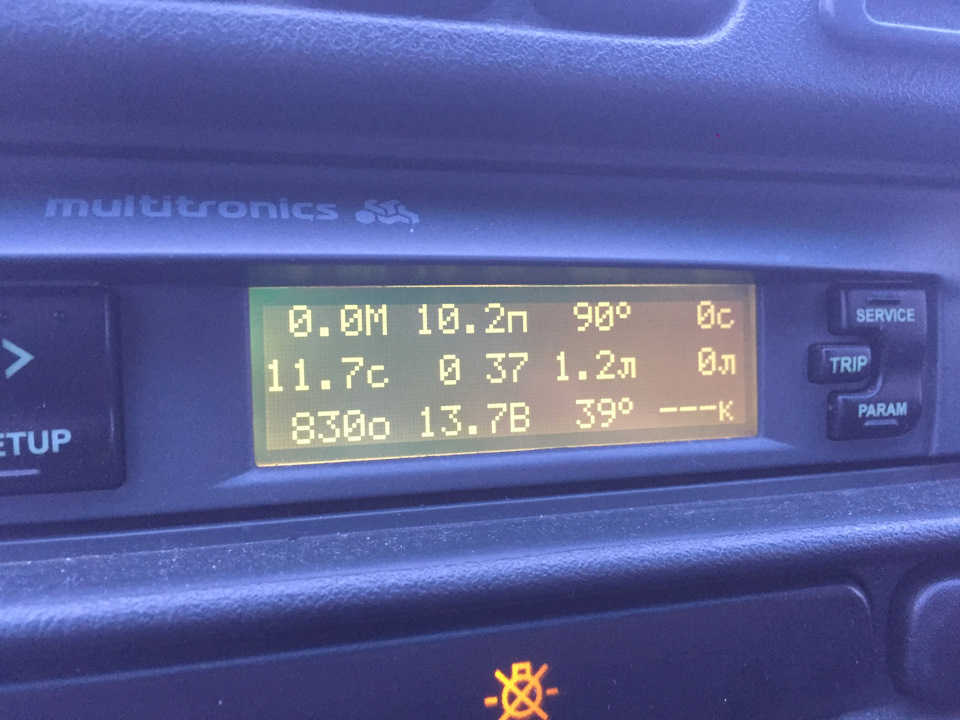 multitronics
0.0М 10.2п 90° 0с
11.7с 0 37 1.2л 0л
830о 13.7В 39° ---к
>
ETUP
SERVICE
TRIP
PARAM